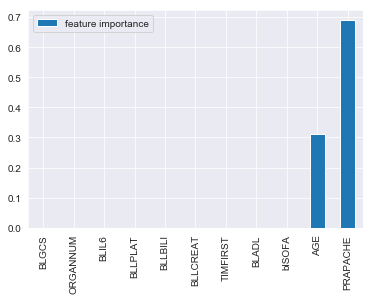 feature importance
0.7
0.6
0.5
0.4
0.3
0.2
0.1
0.0
BLGCS
ORGANNUM
BLIL6
BLLPLAT
BLLBILI
BLLCREAT
TIMFIRST
BLADL
blSOFA
AGE
PRAPACHE